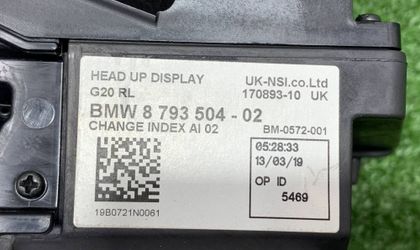 HEAD UP DISPLAY
UK-NSI.co.Ltd
G20 RL
170893-10 UK
BMW 8 793 504 - 02
CHANGE INDEX AI 02
BM-0572-001
05:28:33
13/03/19
OP ID
5469
19B0721N0061